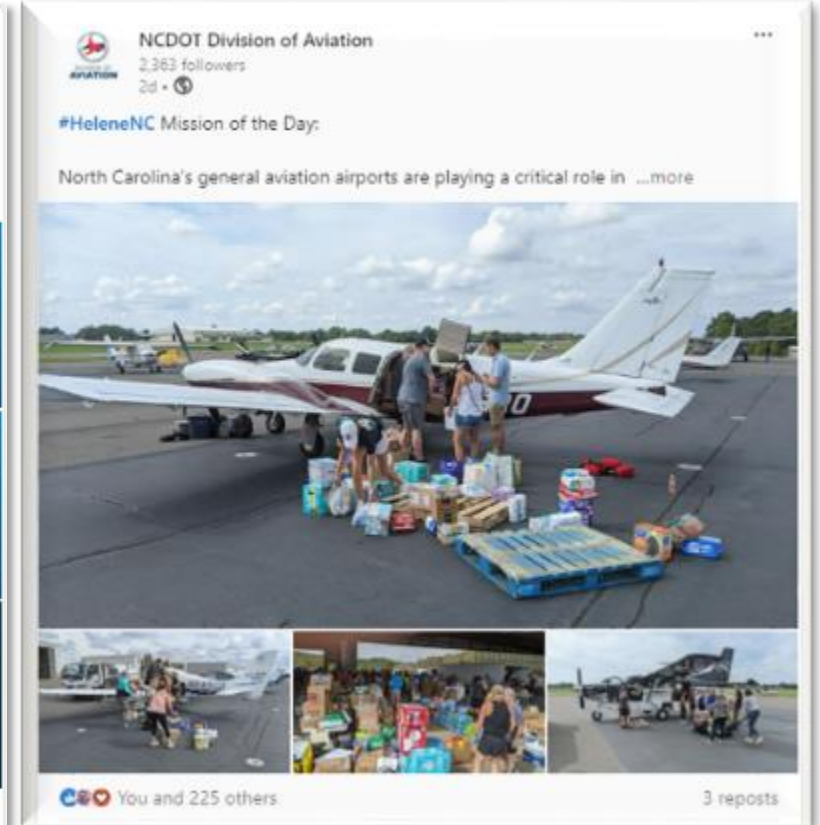 NCDOT Division of Aviation
2,363 followers
2d •
#HeleneNC Mission of the Day:
North Carolina's general aviation airports are playing a critical role in ...more
AVIATION
You and 225 others
3 reposts